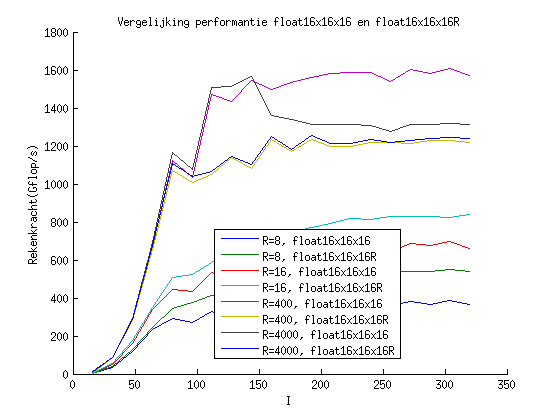 Vergelijking performantie float16x16x16 en float16x16x16R
Rekenkracht(Gflop/s)
1800
1600
1400
1200
1000
800
600
400
200
0
R=8, float16x16x16
R=8, float16x16x16R
R=16, float16x16x16
R=16, float16x16x16R
R=400, float16x16x16
R=400, float16x16x16R
R=4000, float16x16x16
R=4000, float16x16x16R
0 50 100 150 200 250 300 350
I